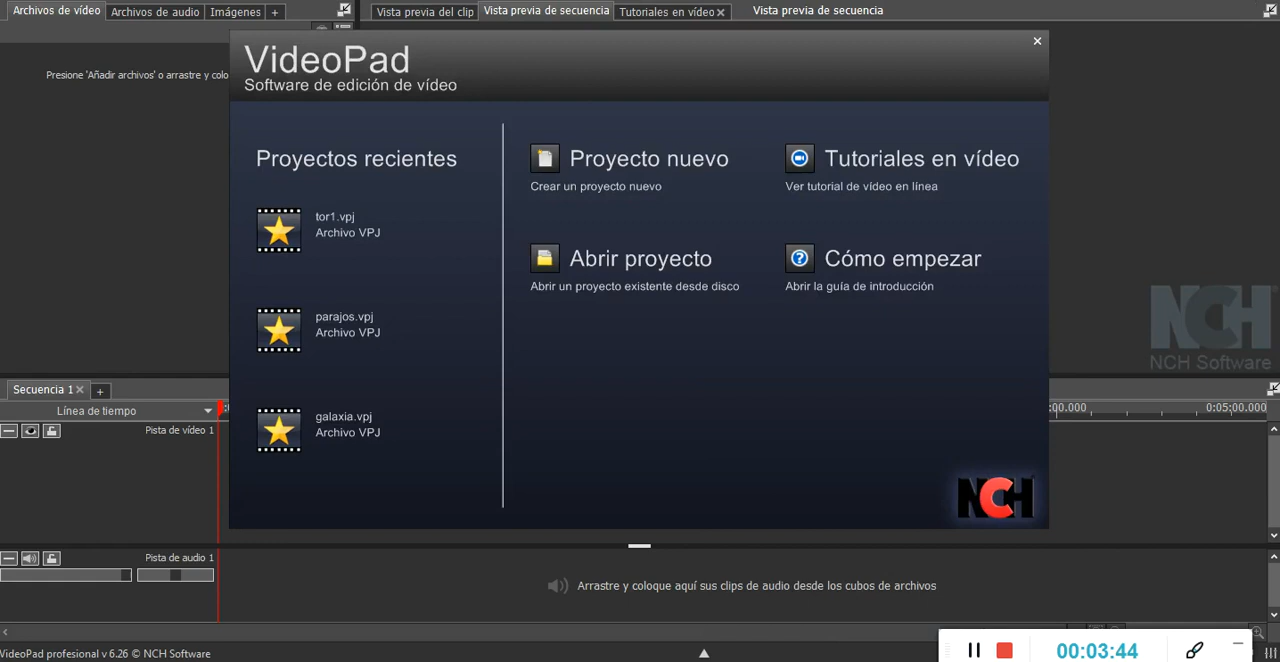 Archivos de vídeo
Archivos de audio
Imágenes
+
Vista previa del clip
Vista previa de secuencia
Tutoriales en vídeo
Vista previa de secuencia
Presione 'Añadir archivos' o arrastre y colo
VideoPad
Software de edición de vídeo
Proyectos recientes
tor1.vpj
Archivo VPJ
parajos.vpj
Archivo VPJ
galaxia.vpj
Archivo VPJ
Proyecto nuevo
Crear un proyecto nuevo
Tutoriales en vídeo
Ver tutorial de vídeo en línea
Abrir proyecto
Abrir un proyecto existente desde disco
Cómo empezar
Abrir la guía de introducción
NCH
NCH
NCH Software
Secuencia 1
+
Línea de tiempo
:00.000
0:05:00.000
Pista de vídeo 1
Pista de audio 1
Arrastre y coloque aquí sus clips de audio desde los cubos de archivos
VideoPad profesional v 6.26 © NCH Software
00:03:44